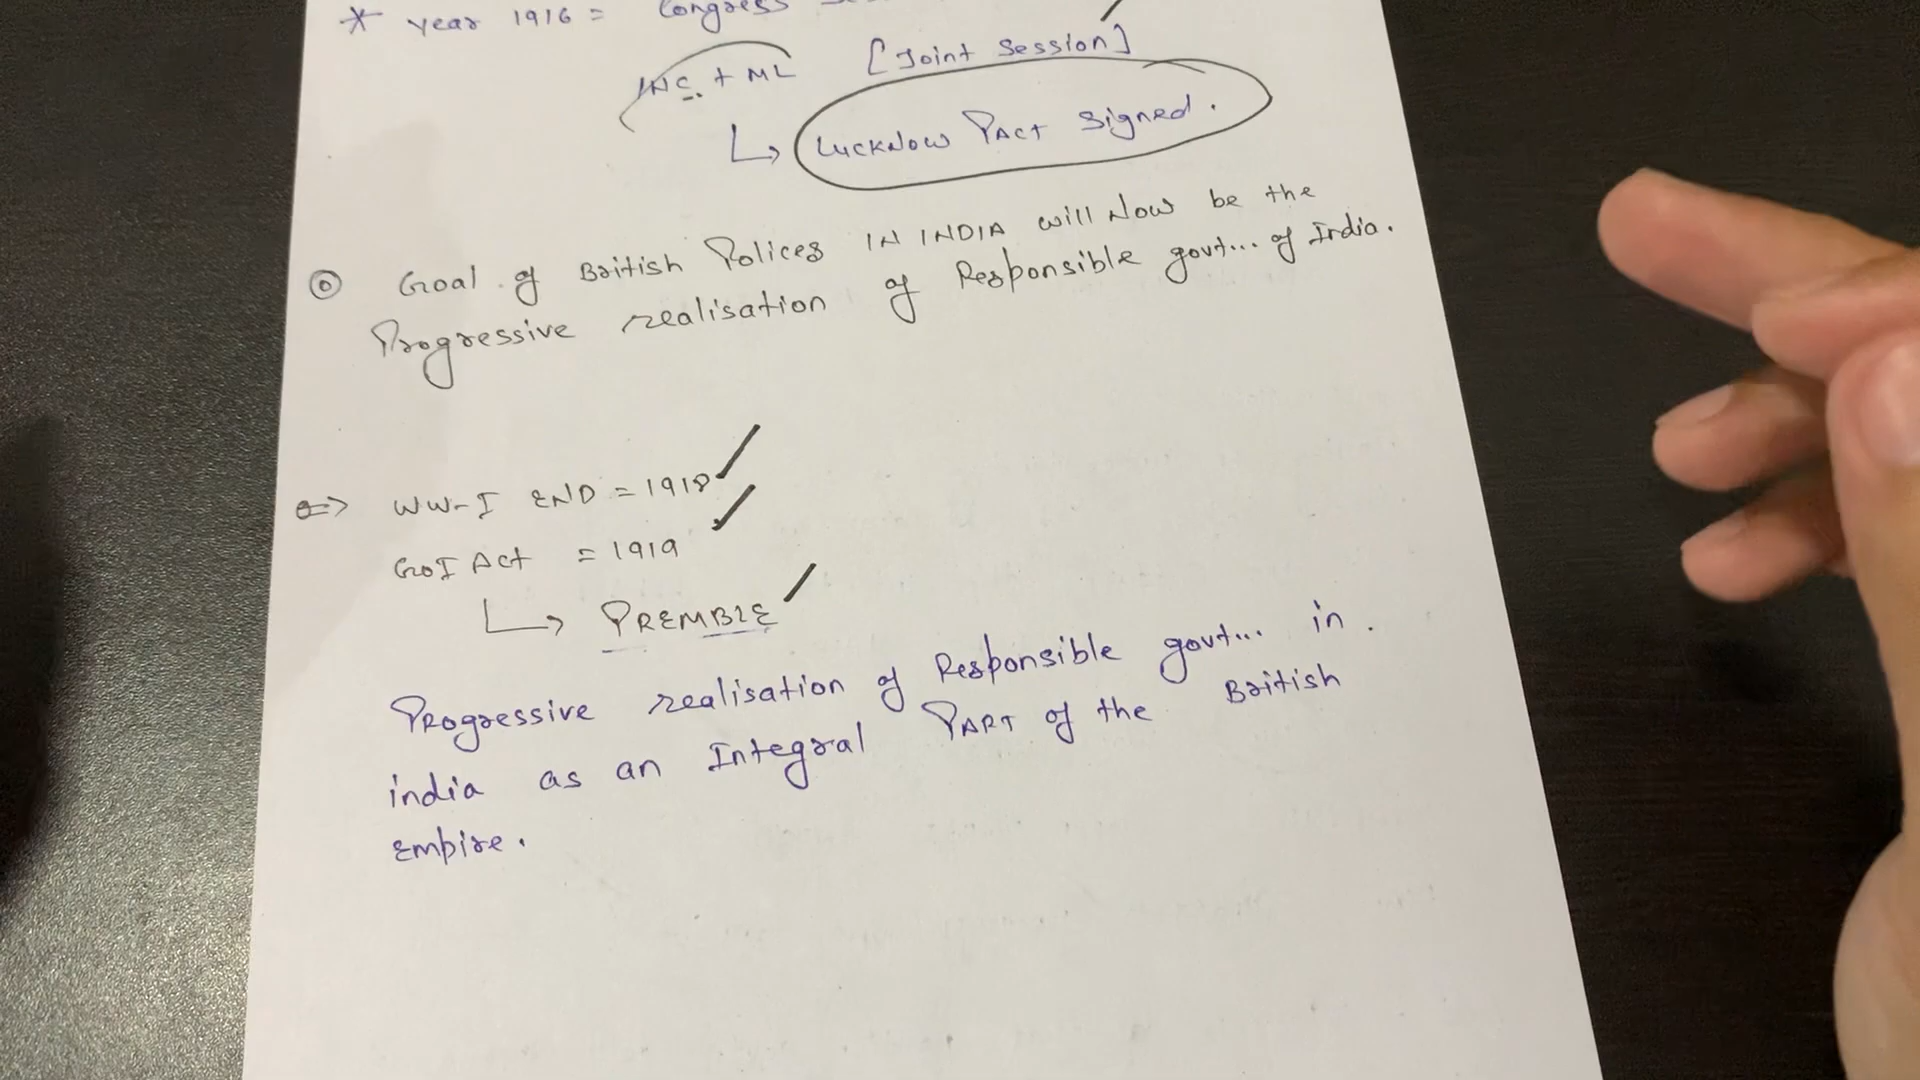 * year 1916 = Congress
INC. + ML [Joint Session]
Lucknow PACT Signed.
Goal of British Polices IN INDIA will Now be the
Progressive realisation of Responsible govt... of India.
WW-I END = 1918
GOI Act = 1919
PREMBLE
Progressive realisation of Responsible govt... in.
india as an Integral PART of the British
Empire.